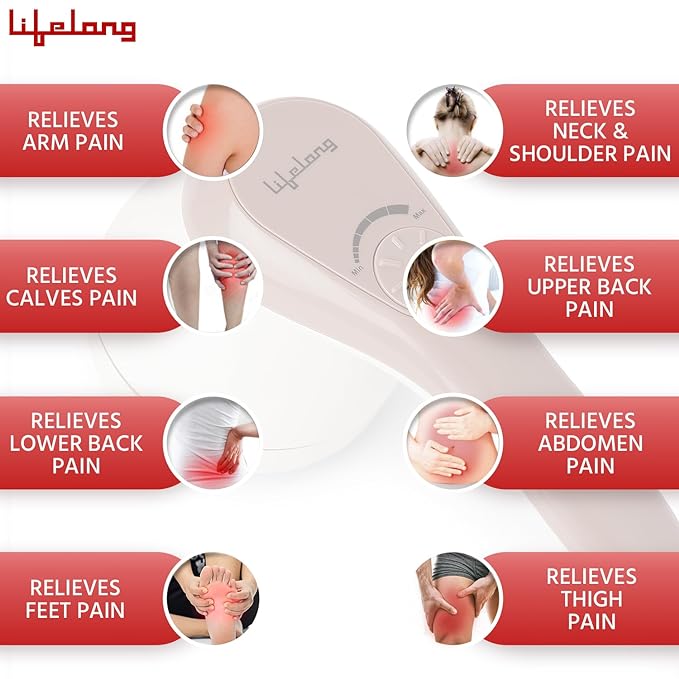 Lifelong
RELIEVES
ARM PAIN
RELIEVES
NECK &
SHOULDER PAIN
Lifelong
Min
Max
RELIEVES
CALVES PAIN
RELIEVES
UPPER BACK
PAIN
RELIEVES
LOWER BACK
PAIN
RELIEVES
ABDOMEN
PAIN
RELIEVES
FEET PAIN
RELIEVES
THIGH
PAIN